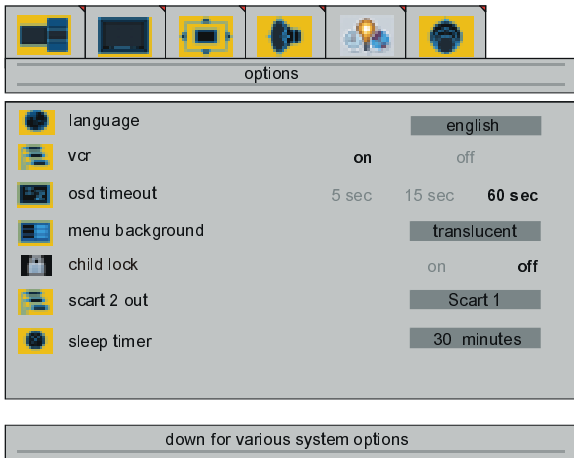 options
language english
vcr on off
osd timeout 5 sec 15 sec 60 sec
menu background translucent
child lock on off
scart 2 out Scart 1
sleep timer 30 minutes
down for various system options